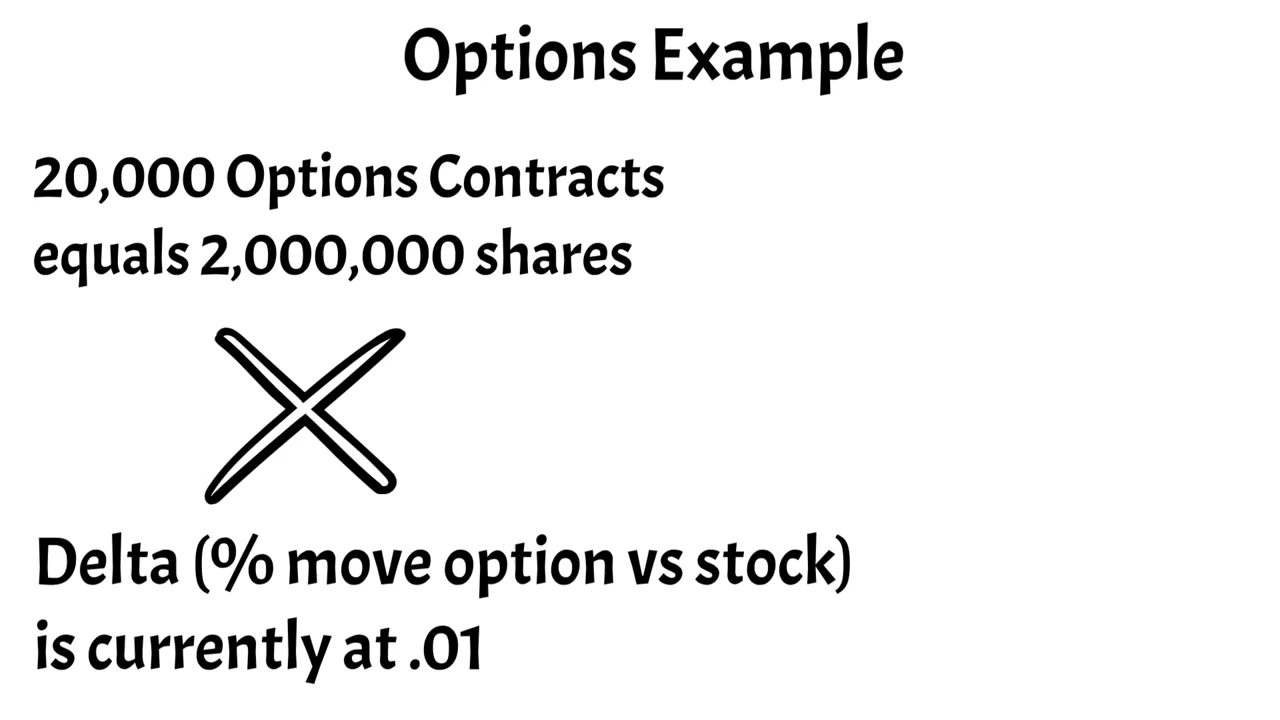 Options Example
20,000 Options Contracts
equals 2,000,000 shares
Delta (% move option vs stock)
is currently at .01